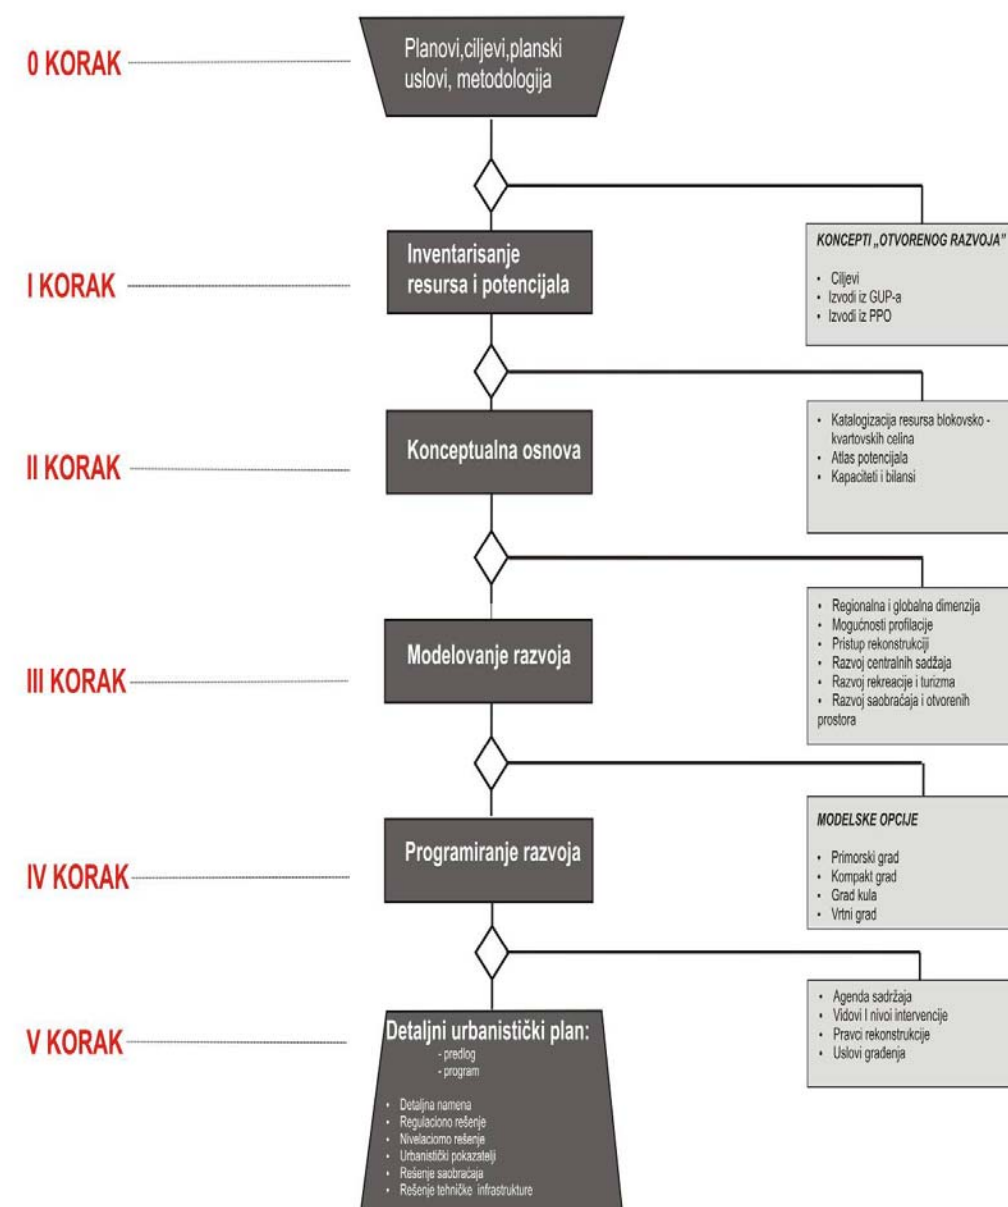 0 KORAK
Planovi,ciljevi,planski
uslovi, metodologija
I KORAK
Inventarisanje
resursa i potencijala
KONCEPTI „OTVORENOG RAZVOJA"
• Ciljevi
• Izvodi iz GUP-a
• Izvodi iz PPO
II KORAK
Konceptualna osnova
• Katalogizacija resursa blokovsko -
kvartovskih celina
• Atlas potencijala
• Kapaciteti i bilansi
III KORAK
Modelovanje razvoja
• Regionalna i globalna dimenzija
• Mogućnosti profilacije
• Pristup rekonstrukciji
• Razvoj centralnih sadžaja
• Razvoj rekreacije i turizma
• Razvoj saobraćaja i otvorenih
prostora
IV KORAK
Programiranje razvoja
MODELSKE OPCIJE
• Primorski grad
• Kompakt grad
• Grad kula
• Vrtni grad
V KORAK
Detaljni urbanistički plan:
- predlog
- program
• Detaljna namena
• Regulaciono rešenje
• Nivelaciomo rešenje
• Urbanistički pokazatelji
• Rešenje saobraćaja
• Rešenje tehničke infrastrukture
• Agenda sadržaja
• Vidovi I nivoi intervencije
• Pravci rekonstrukcije
• Uslovi građenja